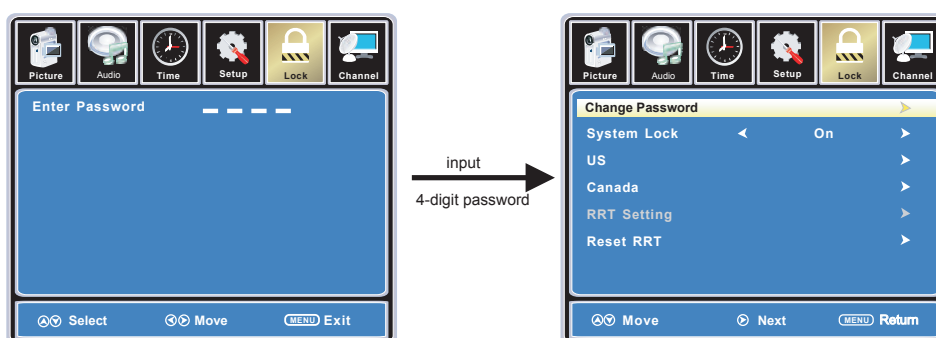 Picture Audio Time Setup Lock Channel
Enter Password _ _ _ _
Select Move MENU Exit
input
4-digit password
Picture Audio Time Setup Lock Channel
Change Password
System Lock On
US
Canada
RRT Setting
Reset RRT
Move Next MENU Return